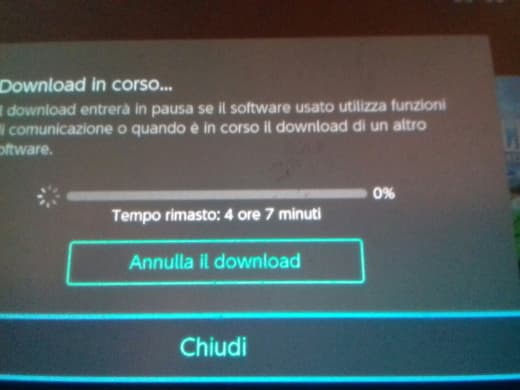 Download in corso...
l download entrerà in pausa se il software usato utilizza funzioni
i comunicazione o quando è in corso il download di un altro
oftware.
0%
Tempo rimasto: 4 ore 7 minuti
Annulla il download
Chiudi